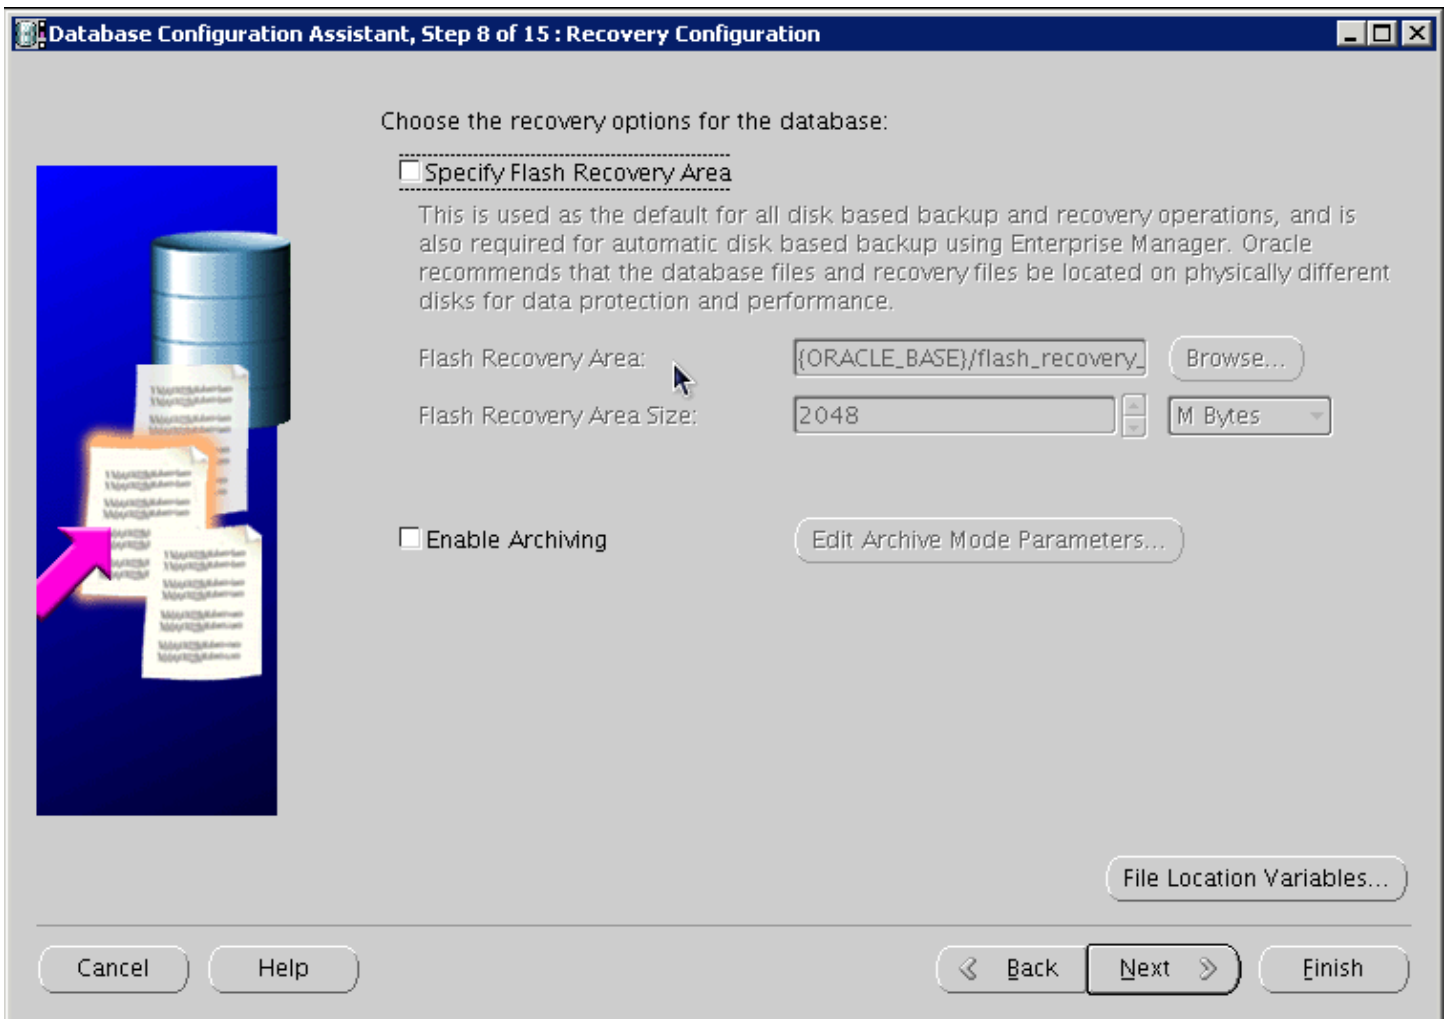 Database Configuration Assistant, Step 8 of 15 : Recovery Configuration
Choose the recovery options for the database:
Specify Flash Recovery Area
This is used as the default for all disk based backup and recovery operations, and is
also required for automatic disk based backup using Enterprise Manager. Oracle
recommends that the database files and recovery files be located on physically different
disks for data protection and performance.
Flash Recovery Area: {ORACLE_BASE}/flash_recovery_ Browse...
Flash Recovery Area Size: 2048 M Bytes
Enable Archiving Edit Archive Mode Parameters...
File Location Variables...
Cancel Help Back Next Finish